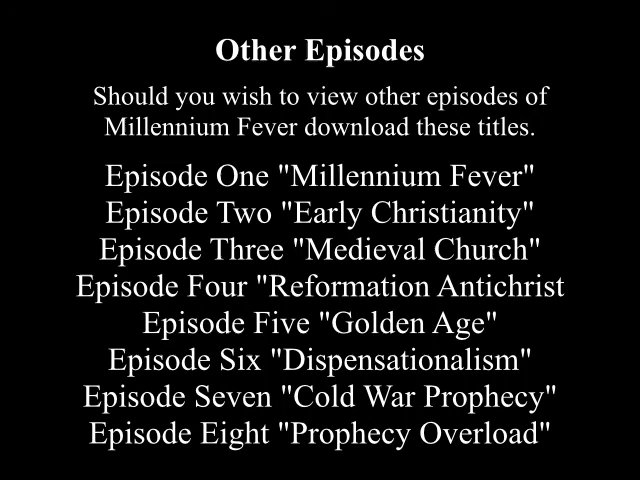 Other Episodes
Should you wish to view other episodes of
Millennium Fever download these titles.
Episode One "Millennium Fever"
Episode Two "Early Christianity"
Episode Three "Medieval Church"
Episode Four "Reformation Antichrist
Episode Five "Golden Age"
Episode Six "Dispensationalism"
Episode Seven "Cold War Prophecy"
Episode Eight "Prophecy Overload"